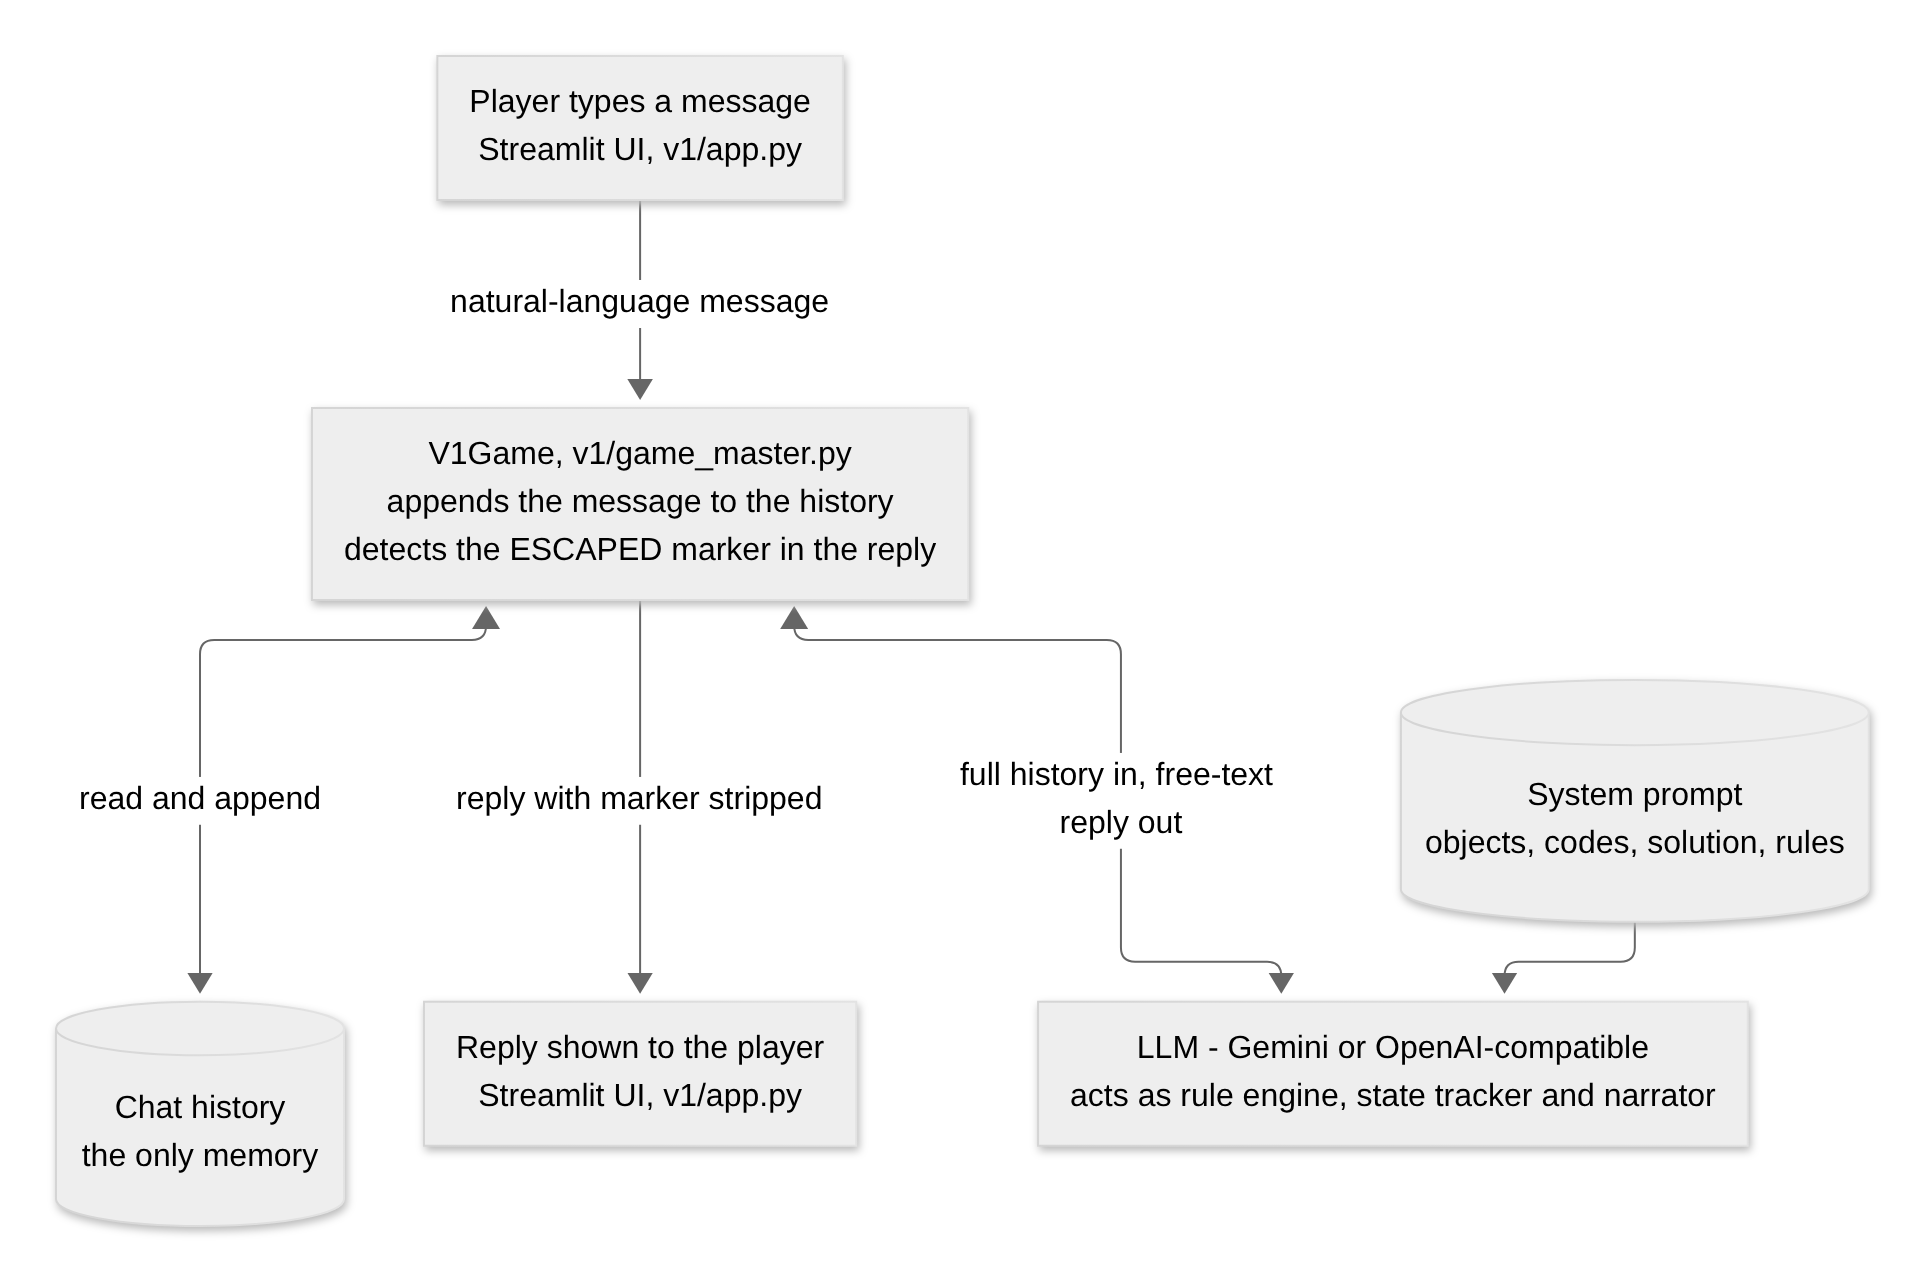 Player types a message
Streamlit UI, v1/app.py
natural-language message
V1Game, v1/game_master.py
appends the message to the history
detects the ESCAPED marker in the reply
read and append
reply with marker stripped
full history in, free-text
reply out
System prompt
objects, codes, solution, rules
Chat history
the only memory
Reply shown to the player
Streamlit UI, v1/app.py
LLM - Gemini or OpenAI-compatible
acts as rule engine, state tracker and narrator